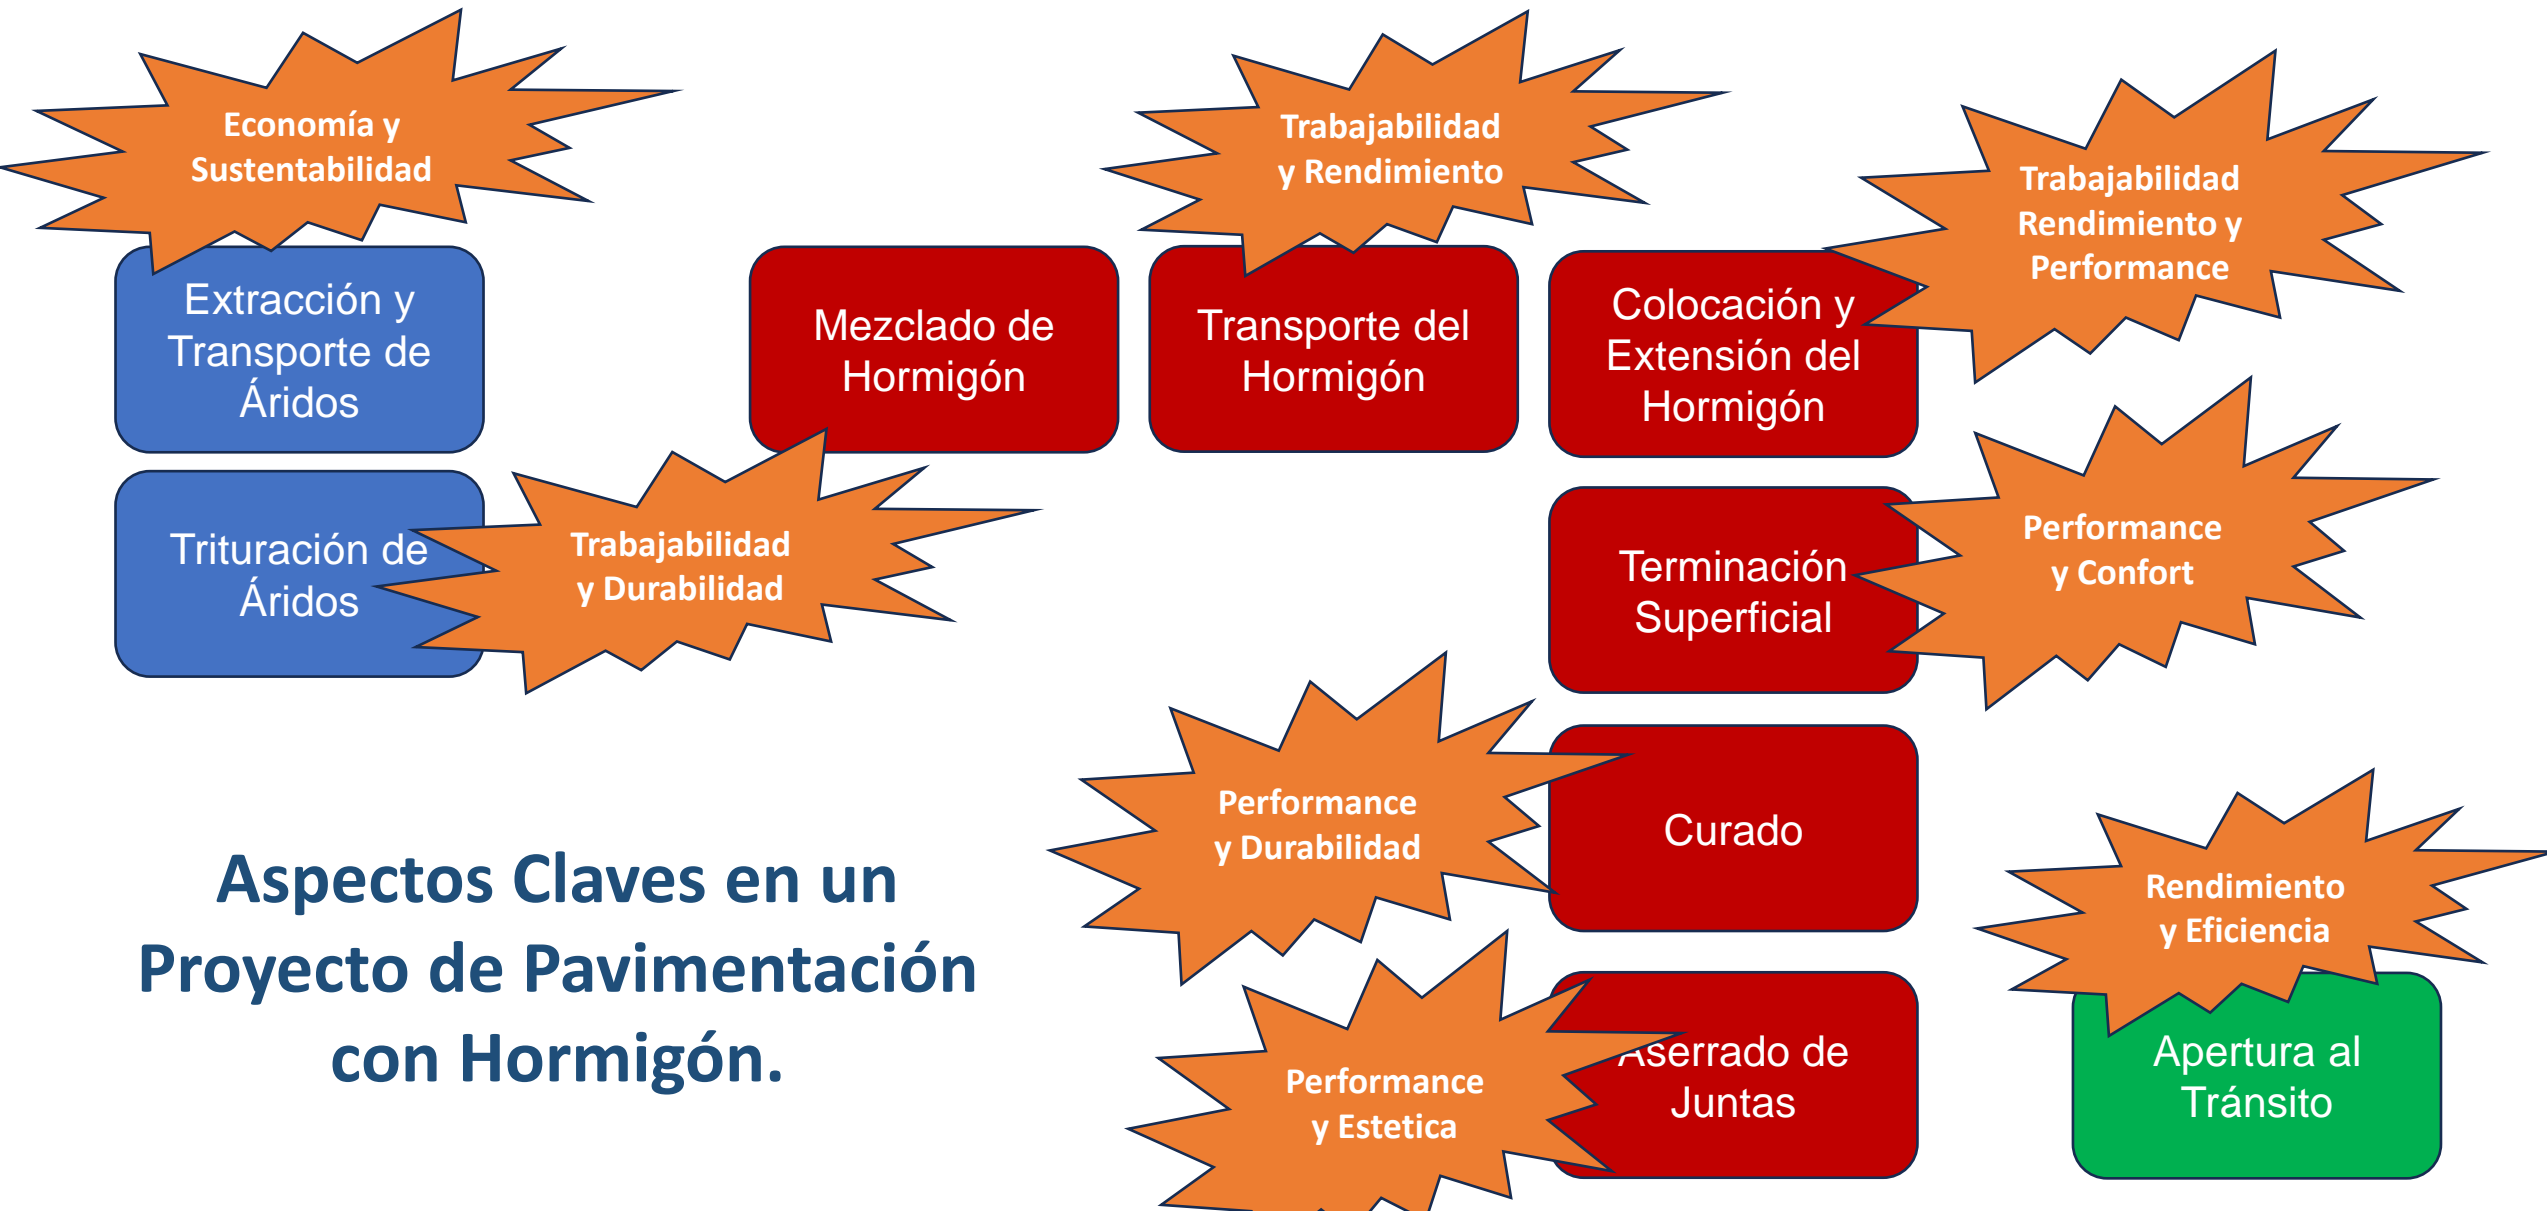 Economía y
Sustentabilidad
Extracción y
Transporte de
Áridos
Trituración de
Áridos
Trabajabilidad
y Durabilidad
Mezclado de
Hormigón
Trabajabilidad
y Rendimiento
Transporte del
Hormigón
Trabajabilidad
Rendimiento y
Performance
Colocación y
Extensión del
Hormigón
Performance
y Confort
Terminación
Superficial
Performance
y Durabilidad
Curado
Performance
y Estetica
Aserrado de
Juntas
Rendimiento
y Eficiencia
Apertura al
Tránsito
Aspectos Claves en un
Proyecto de Pavimentación
con Hormigón.